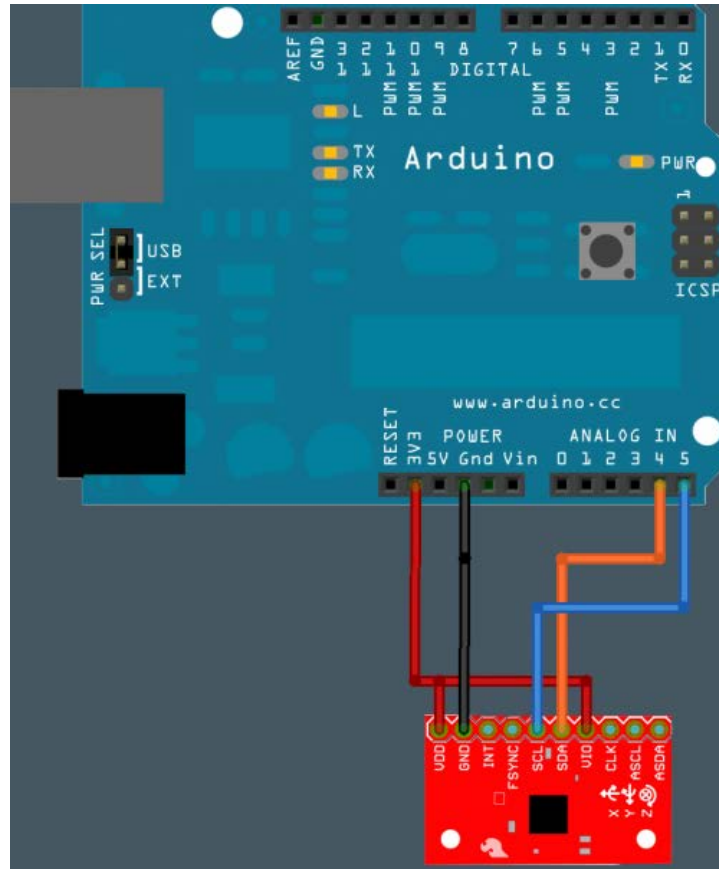 AREF
GND
13
12
11
10
9
8
7
6
5
4
3
2
1
0
DIGITAL
PWM
PWM
PWM
PWM
PWM
PWM
TX
RX
L
TX
RX
Arduino
PWR
1
ICSP
PWR SEL
USB
EXT
www.arduino.cc
POWER
ANALOG IN
RESET
3V3
5V Gnd Vin
0 1 2 3 4 5
VDD
GND
INT
FSYNC
SCL
SDA
VIO
CLK
ASCL
ASDA
X
Y
Z